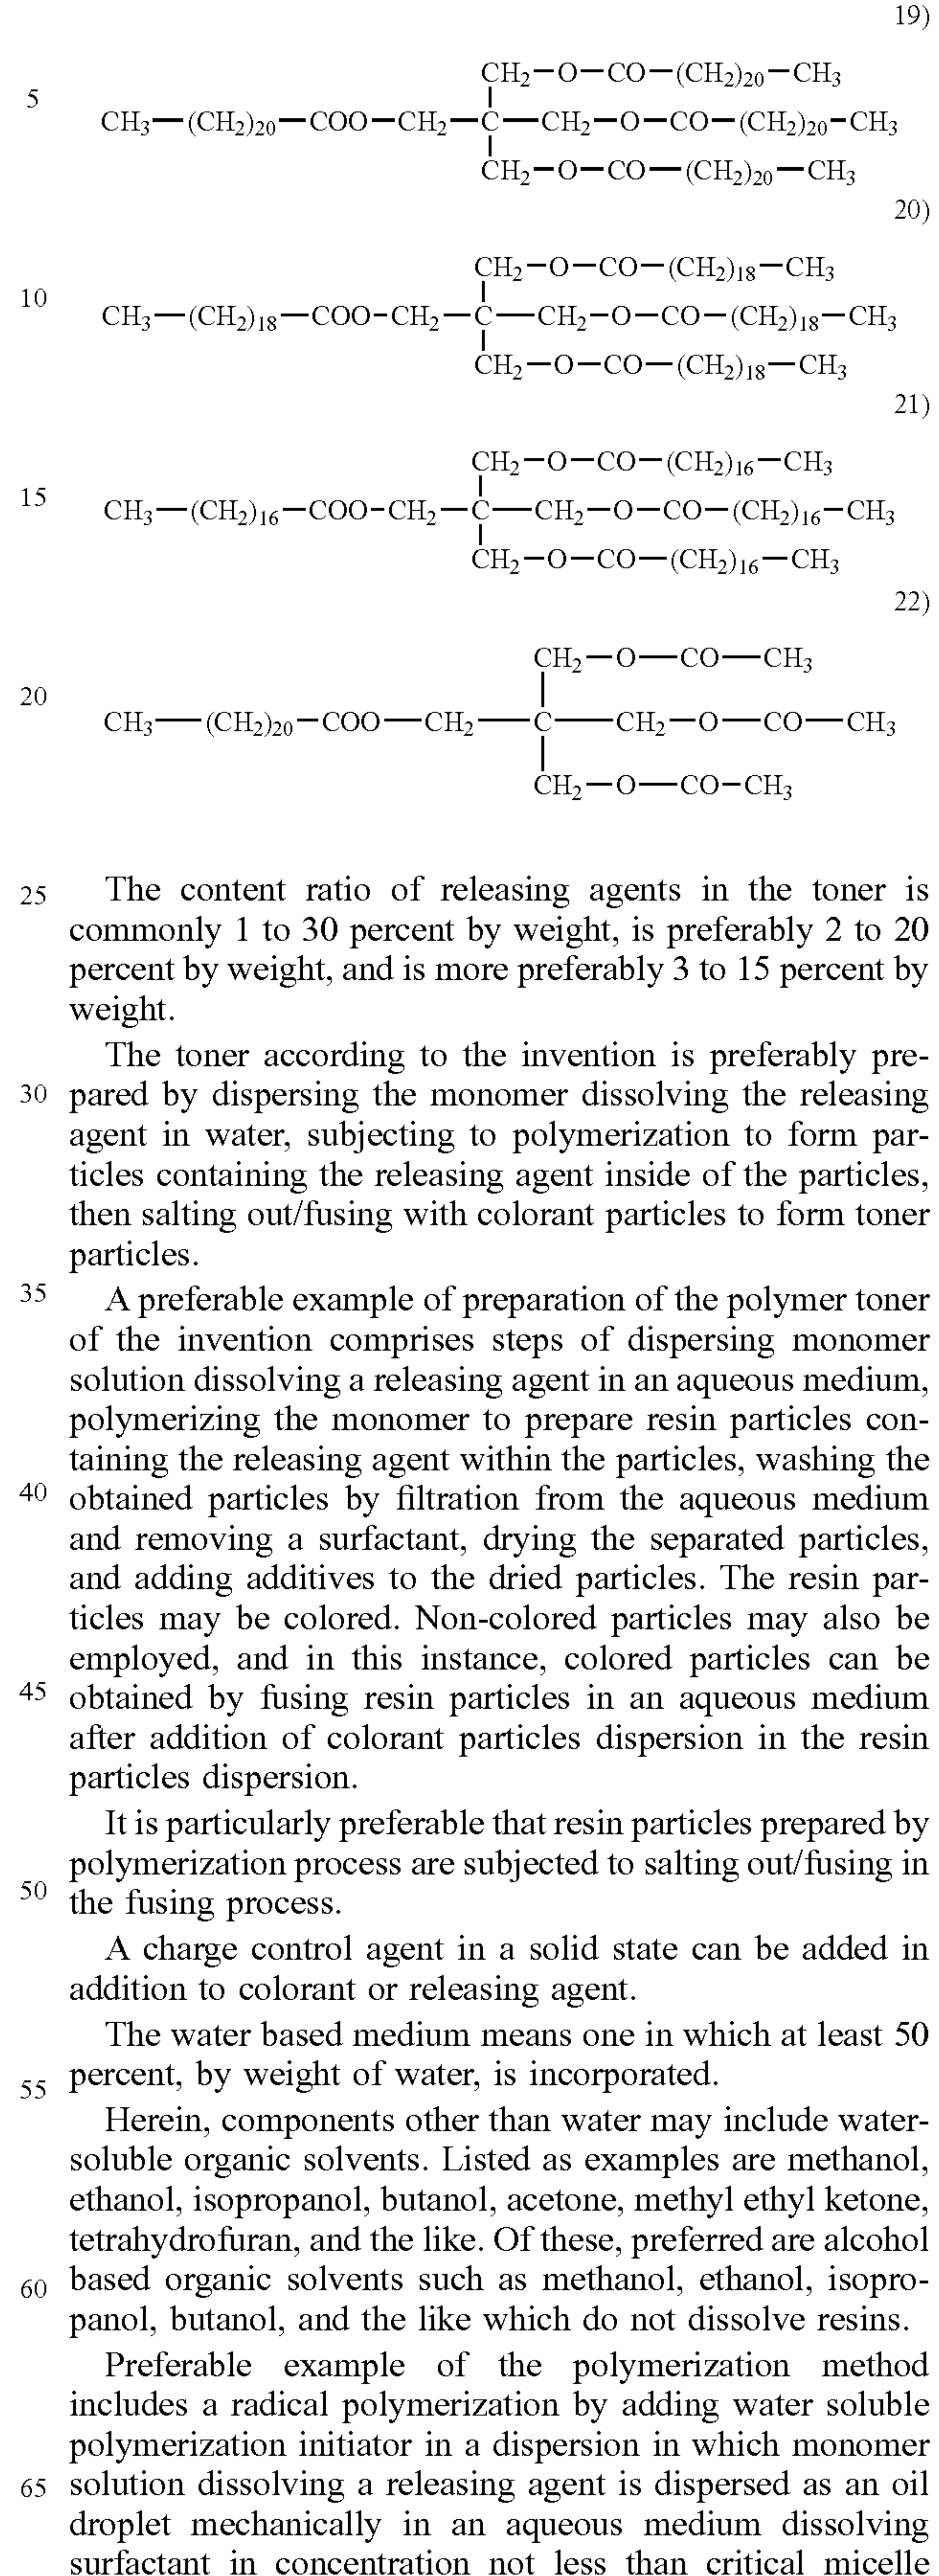 19)
CH2—O—CO—(CH2)20—CH3
5
CH3—(CH2)20—COO—CH2—C—CH2—O—CO—(CH2)20—CH3
CH2—O—CO—(CH2)20—CH3
20)
CH2—O—CO—(CH2)18—CH3
10
CH3—(CH2)18—COO—CH2—C—CH2—O—CO—(CH2)18—CH3
CH2—O—CO—(CH2)18—CH3
21)
CH2—O—CO—(CH2)16—CH3
15
CH3—(CH2)16—COO—CH2—C—CH2—O—CO—(CH2)16—CH3
CH2—O—CO—(CH2)16—CH3
22)
CH2—O—CO—CH3
20
CH3—(CH2)20—COO—CH2—C—CH2—O—CO—CH3
CH2—O—CO—CH3
25 The content ratio of releasing agents in the toner is
commonly 1 to 30 percent by weight, is preferably 2 to 20
percent by weight, and is more preferably 3 to 15 percent by
weight.
The toner according to the invention is preferably pre-
30 pared by dispersing the monomer dissolving the releasing
agent in water, subjecting to polymerization to form par-
ticles containing the releasing agent inside of the particles,
then salting out/fusing with colorant particles to form toner
particles.
35 A preferable example of preparation of the polymer toner
of the invention comprises steps of dispersing monomer
solution dissolving a releasing agent in an aqueous medium,
polymerizing the monomer to prepare resin particles con-
taining the releasing agent within the particles, washing the
40 obtained particles by filtration from the aqueous medium
and removing a surfactant, drying the separated particles,
and adding additives to the dried particles. The resin par-
ticles may be colored. Non-colored particles may also be
employed, and in this instance, colored particles can be
45 obtained by fusing resin particles in an aqueous medium
after addition of colorant particles dispersion in the resin
particles dispersion.
It is particularly preferable that resin particles prepared by
polymerization process are subjected to salting out/fusing in
50 the fusing process.
A charge control agent in a solid state can be added in
addition to colorant or releasing agent.
The water based medium means one in which at least 50
55 percent, by weight of water, is incorporated.
Herein, components other than water may include water-
soluble organic solvents. Listed as examples are methanol,
ethanol, isopropanol, butanol, acetone, methyl ethyl ketone,
tetrahydrofuran, and the like. Of these, preferred are alcohol
60 based organic solvents such as methanol, ethanol, isopro-
panol, butanol, and the like which do not dissolve resins.
Preferable example of the polymerization method
includes a radical polymerization by adding water soluble
polymerization initiator in a dispersion in which monomer
65 solution dissolving a releasing agent is dispersed as an oil
droplet mechanically in an aqueous medium dissolving
surfactant in concentration not less than critical micelle